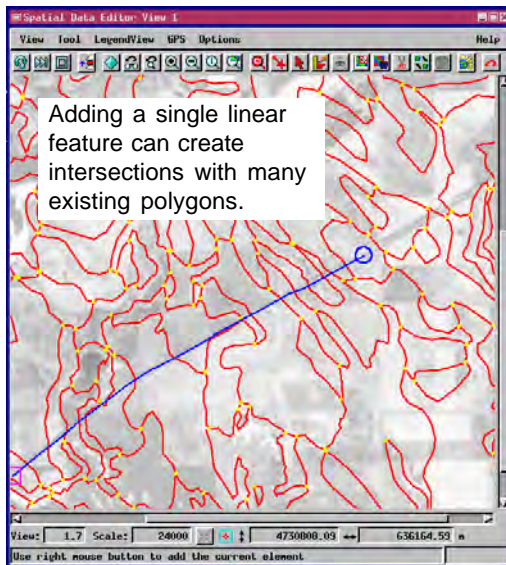 Spatial Data Editor View 1
View Tool LegendView GPS Options Help
Adding a single linear
feature can create
intersections with many
existing polygons.
View: 1.7 Scale: 24000 4730808.09 636164.59 m
Use right mouse button to add the current element